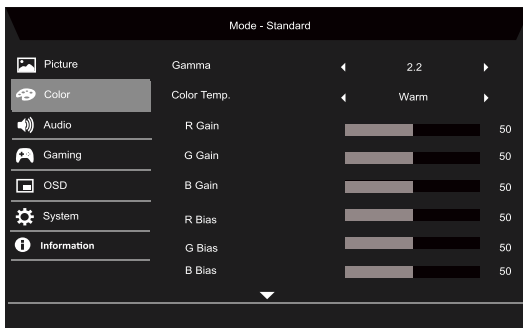 Mode - Standard
Picture
Color
Audio
Gaming
OSD
System
Information
Gamma 2.2
Color Temp. Warm
R Gain 50
G Gain 50
B Gain 50
R Bias 50
G Bias 50
B Bias 50